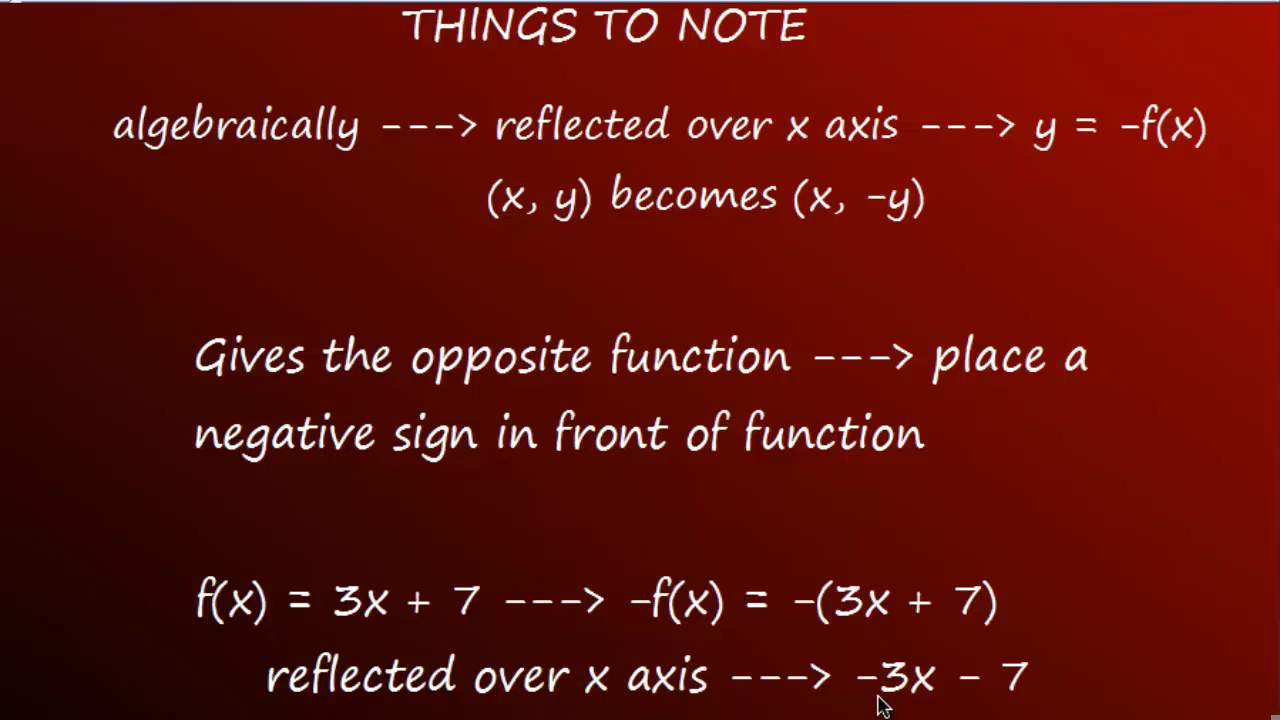 THINGS TO NOTE
algebraically ---> reflected over x axis ---> y = -f(x)
(x, y) becomes (x, -y)
Gives the opposite function ---> place a
negative sign in front of function
f(x) = 3x + 7 ---> -f(x) = -(3x + 7)
reflected over x axis ---> -3x - 7